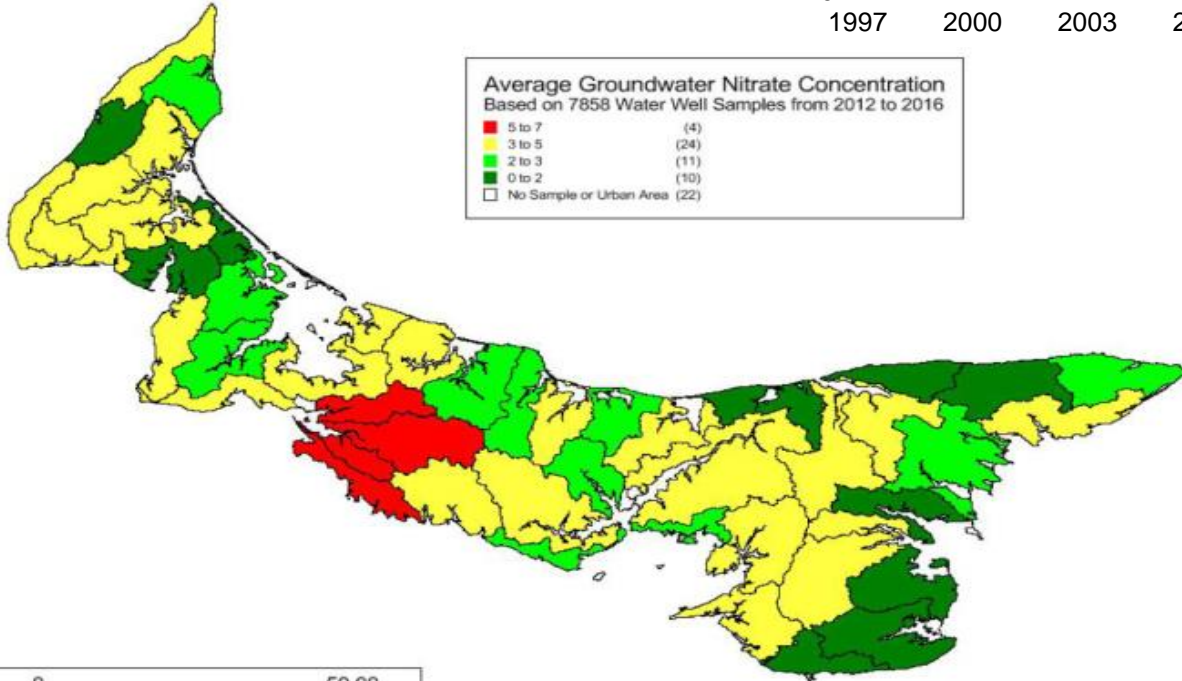 1997 2000 2003 2
Average Groundwater Nitrate Concentration
Based on 7858 Water Well Samples from 2012 to 2016
5 to 7 (4)
3 to 5 (24)
2 to 3 (11)
0 to 2 (10)
No Sample or Urban Area (22)